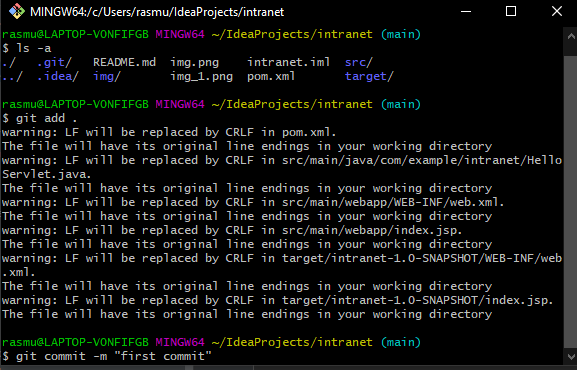 MINGW64:/c/Users/rasmu/IdeaProjects/intranet
rasmu@LAPTOP-VONFIFGB MINGW64 ~/IdeaProjects/intranet (main)
$ ls -a
./ .git/ README.md img.png intranet.iml src/
../ .idea/ img/ img_1.png pom.xml target/
rasmu@LAPTOP-VONFIFGB MINGW64 ~/IdeaProjects/intranet (main)
$ git add .
warning: LF will be replaced by CRLF in pom.xml.
The file will have its original line endings in your working directory
warning: LF will be replaced by CRLF in src/main/java/com/example/intranet/Hello
Servlet.java.
The file will have its original line endings in your working directory
warning: LF will be replaced by CRLF in src/main/webapp/WEB-INF/web.xml.
The file will have its original line endings in your working directory
warning: LF will be replaced by CRLF in src/main/webapp/index.jsp.
The file will have its original line endings in your working directory
warning: LF will be replaced by CRLF in target/intranet-1.0-SNAPSHOT/WEB-INF/web
.xml.
The file will have its original line endings in your working directory
warning: LF will be replaced by CRLF in target/intranet-1.0-SNAPSHOT/index.jsp.
The file will have its original line endings in your working directory
rasmu@LAPTOP-VONFIFGB MINGW64 ~/IdeaProjects/intranet (main)
$ git commit -m "first commit"